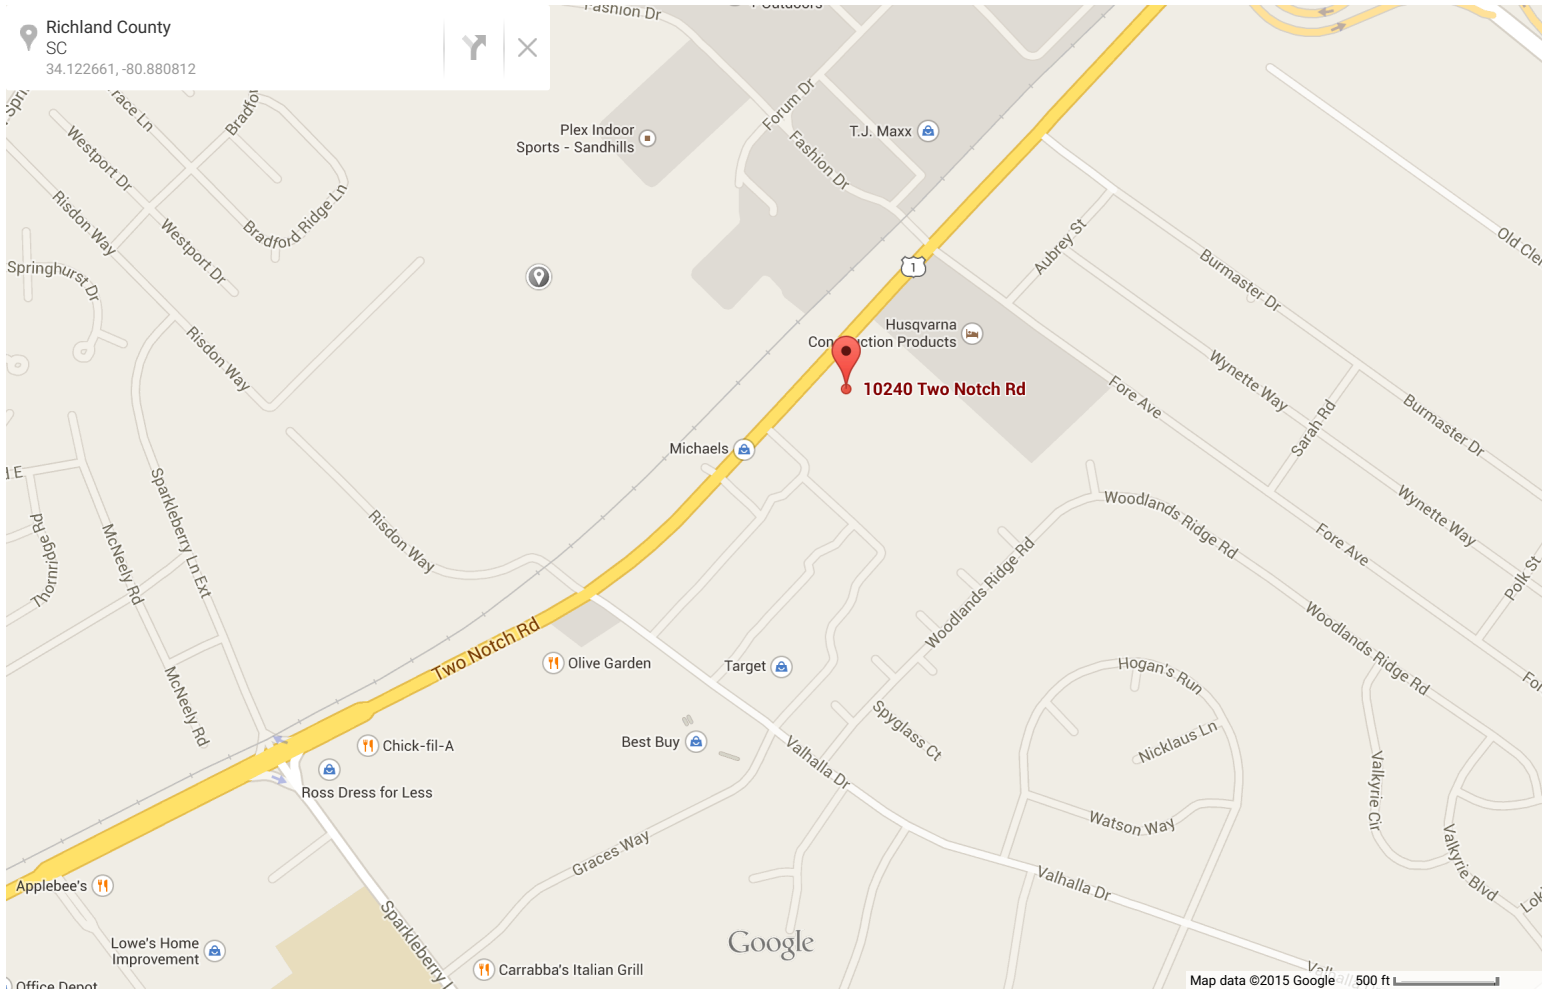 Richland County
SC
34.122661, -80.880812
Fashion Dr
race Ln
Bradfo
Westport Dr
Plex Indoor
Sports - Sandhills
Forum Dr
T.J. Maxx
Fashion Dr
Risdon Way
Bradford Ridge Ln
Westport Dr
Aubrey St
Burmaster Dr
Old Cler
Springhurst Dr
1
Husqvarna
Construction Products
Risdon Way
10240 Two Notch Rd
Wynette Way
Fore Ave
Sarah Rd
Burmaster Dr
Michaels
d E
Sparkleberry Ln Ext
McNeely Rd
Thornridge Rd
Risdon Way
Woodlands Ridge Rd
Wynette Way
Fore Ave
Polk St
Woodlands Ridge Rd
Two Notch Rd
Olive Garden
Target
Woodlands Ridge Rd
Hogan's Run
McNeely Rd
Chick-fil-A
Best Buy
Spyglass Ct
Nicklaus Ln
Valhalla Dr
Ross Dress for Less
Valkyrie Cir
Watson Way
Graces Way
Valkyrie Blvd
Applebee's
Valhalla Dr
Lok
Sparkleberry L
Lowe's Home
Improvement
Google
Carrabba's Italian Grill
Office Depot
Map data ©2015 Google
500 ft